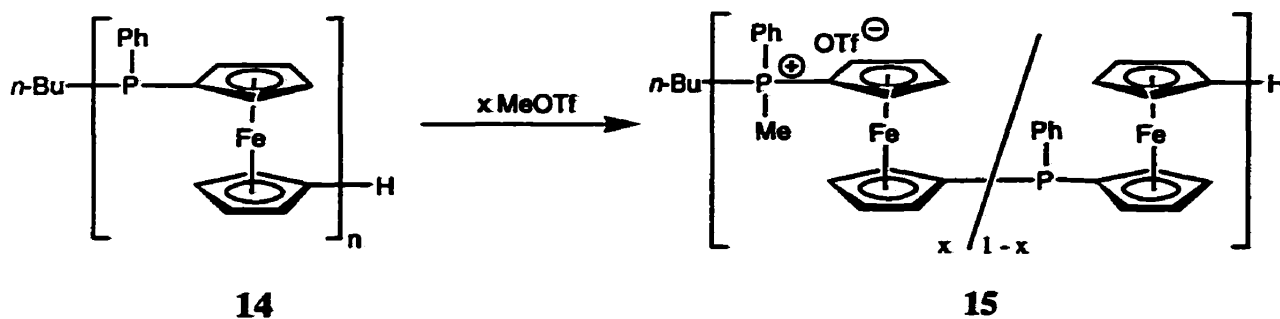 Ph
n-Bu P
Fe
H
n
14
x MeOTf
Ph OTf ⊖
n-Bu P ⊕
Me
Fe
Ph
P
Fe
H
x / 1 - x
15